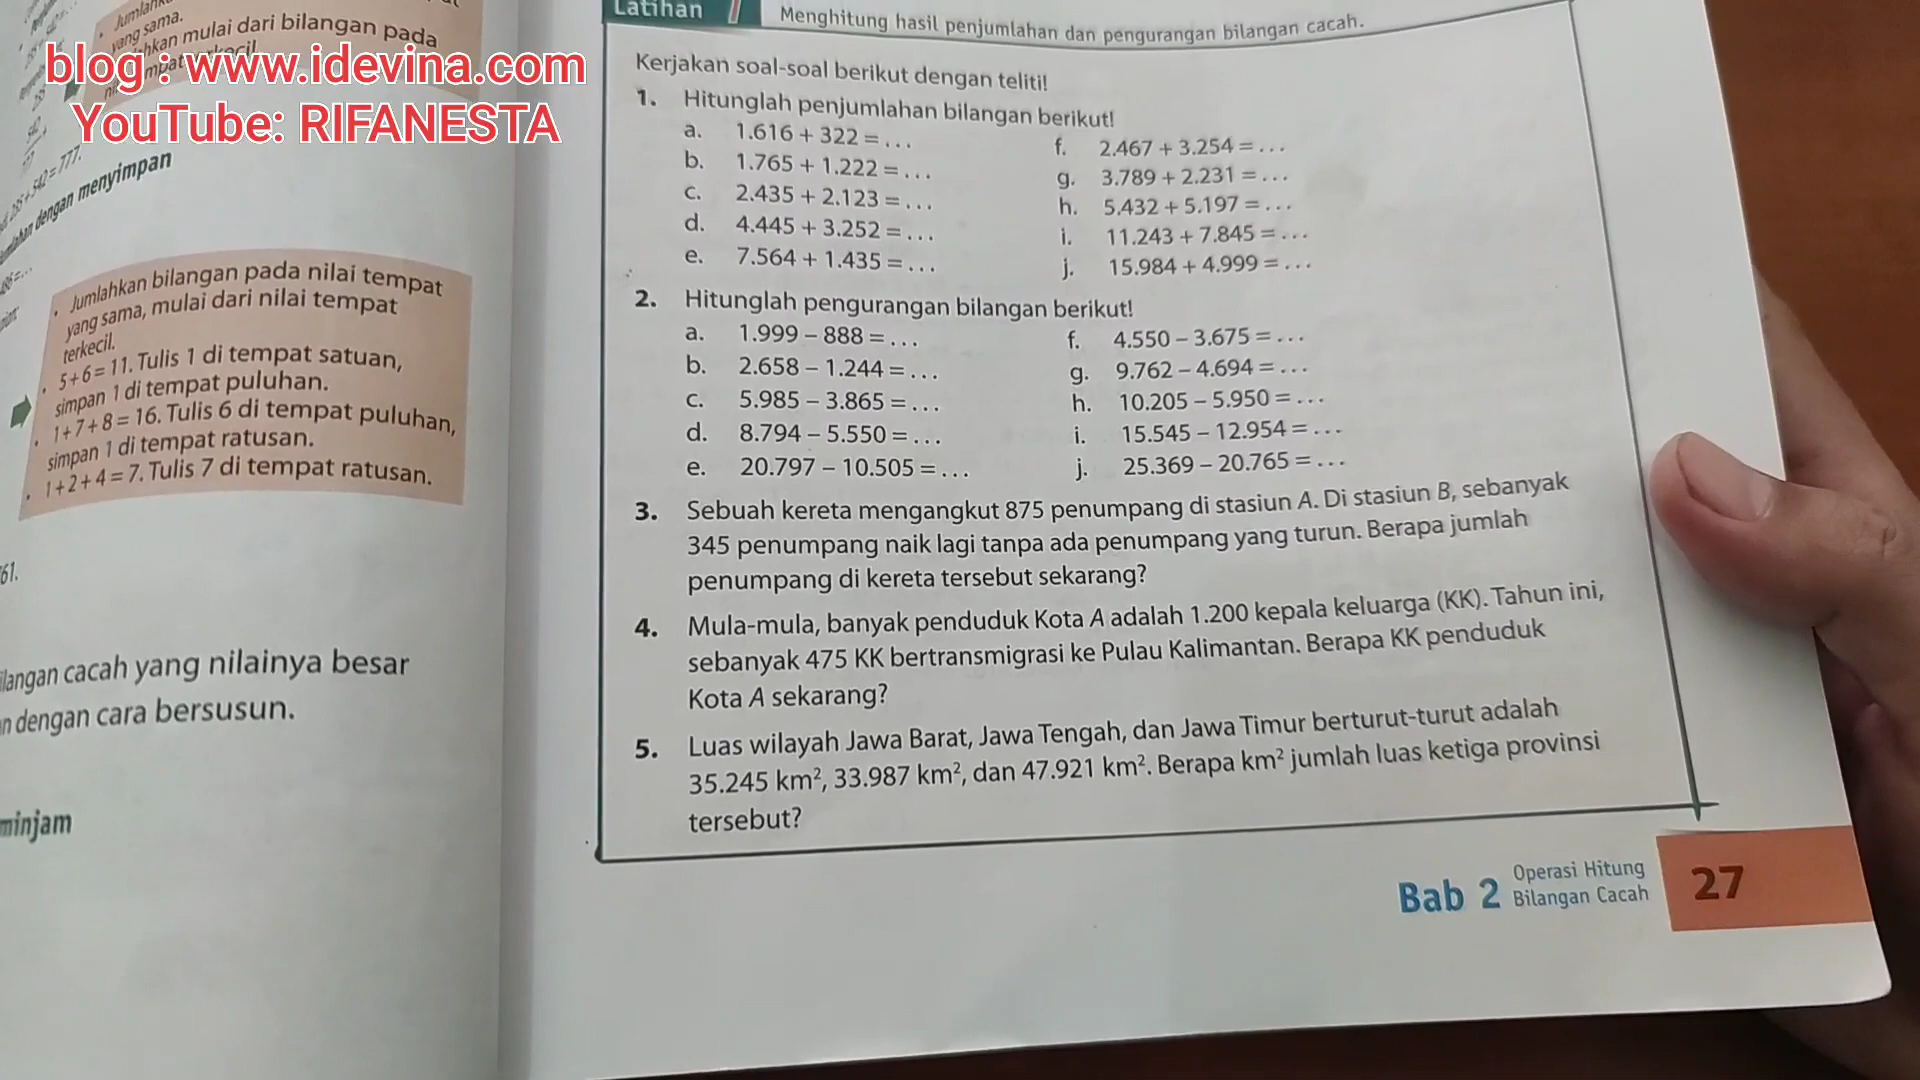 blog : www.idevina.com
YouTube: RIFANESTA
yang sama.
mulai dari bilangan pada
dengan menyimpan
Jumlahkan bilangan pada nilai tempat
yang sama, mulai dari nilai tempat
terkecil.
5+6=11. Tulis 1 di tempat satuan,
simpan 1 di tempat puluhan.
1+7+8=16. Tulis 6 di tempat puluhan,
simpan 1 di tempat ratusan.
1+2+4=7. Tulis 7 di tempat ratusan.
61.
cacah yang nilainya besar
dengan cara bersusun.
minjam
Latihan 1 Menghitung hasil penjumlahan dan pengurangan bilangan cacah.
Kerjakan soal-soal berikut dengan teliti!
1. Hitunglah penjumlahan bilangan berikut!
a. 1.616 + 322 = . . .
b. 1.765 + 1.222 = . . .
c. 2.435 + 2.123 = . . .
d. 4.445 + 3.252 = . . .
e. 7.564 + 1.435 = . . .
f. 2.467 + 3.254 = . . .
g. 3.789 + 2.231 = . . .
h. 5.432 + 5.197 = . . .
i. 11.243 + 7.845 = . . .
j. 15.984 + 4.999 = . . .
2. Hitunglah pengurangan bilangan berikut!
a. 1.999 – 888 = . . .
b. 2.658 – 1.244 = . . .
c. 5.985 – 3.865 = . . .
d. 8.794 – 5.550 = . . .
e. 20.797 – 10.505 = . . .
f. 4.550 – 3.675 = . . .
g. 9.762 – 4.694 = . . .
h. 10.205 – 5.950 = . . .
i. 15.545 – 12.954 = . . .
j. 25.369 – 20.765 = . . .
3. Sebuah kereta mengangkut 875 penumpang di stasiun A. Di stasiun B, sebanyak
345 penumpang naik lagi tanpa ada penumpang yang turun. Berapa jumlah
penumpang di kereta tersebut sekarang?
4. Mula-mula, banyak penduduk Kota A adalah 1.200 kepala keluarga (KK). Tahun ini,
sebanyak 475 KK bertransmigrasi ke Pulau Kalimantan. Berapa KK penduduk
Kota A sekarang?
5. Luas wilayah Jawa Barat, Jawa Tengah, dan Jawa Timur berturut-turut adalah
35.245 km², 33.987 km², dan 47.921 km². Berapa km² jumlah luas ketiga provinsi
tersebut?
Bab 2 Operasi Hitung
Bilangan Cacah
27